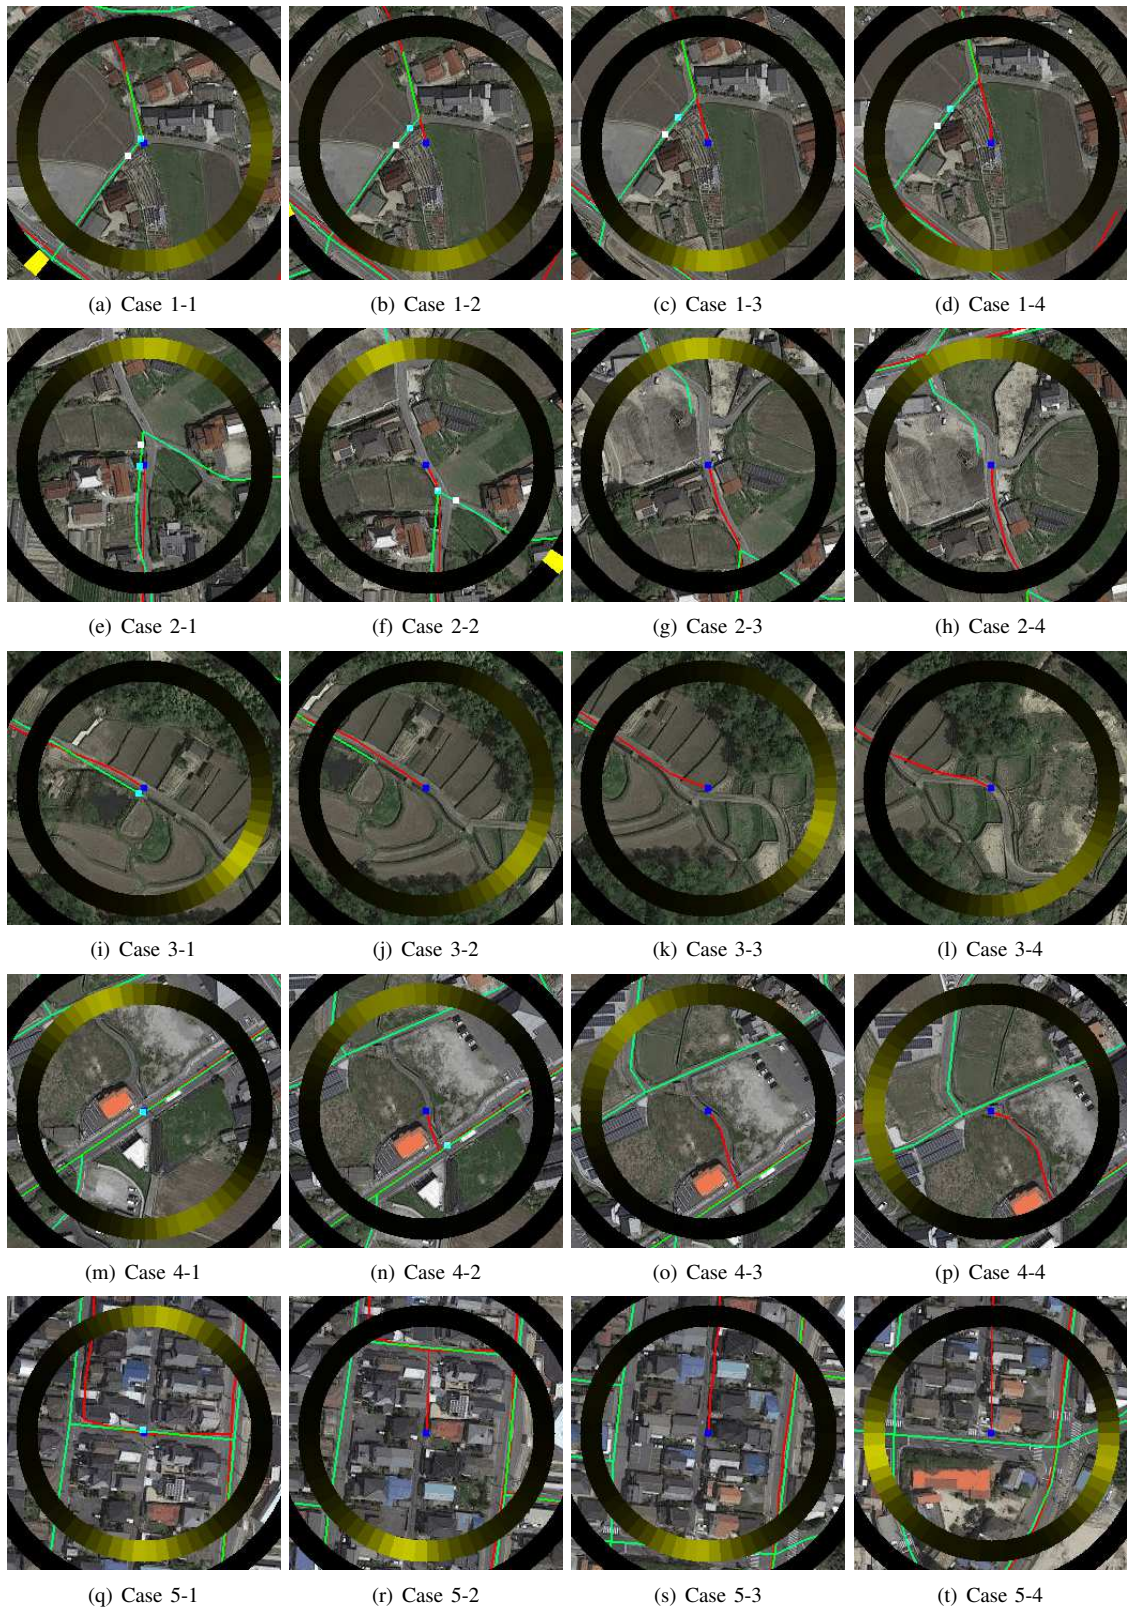 (a) Case 1-1 (b) Case 1-2 (c) Case 1-3 (d) Case 1-4
(e) Case 2-1 (f) Case 2-2 (g) Case 2-3 (h) Case 2-4
(i) Case 3-1 (j) Case 3-2 (k) Case 3-3 (l) Case 3-4
(m) Case 4-1 (n) Case 4-2 (o) Case 4-3 (p) Case 4-4
(q) Case 5-1 (r) Case 5-2 (s) Case 5-3 (t) Case 5-4